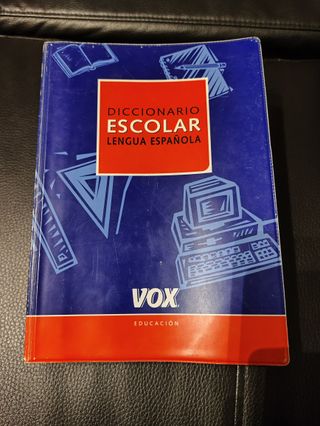 DICCIONARIO
ESCOLAR
LENGUA ESPAÑOLA
VOX
EDUCACIÓN